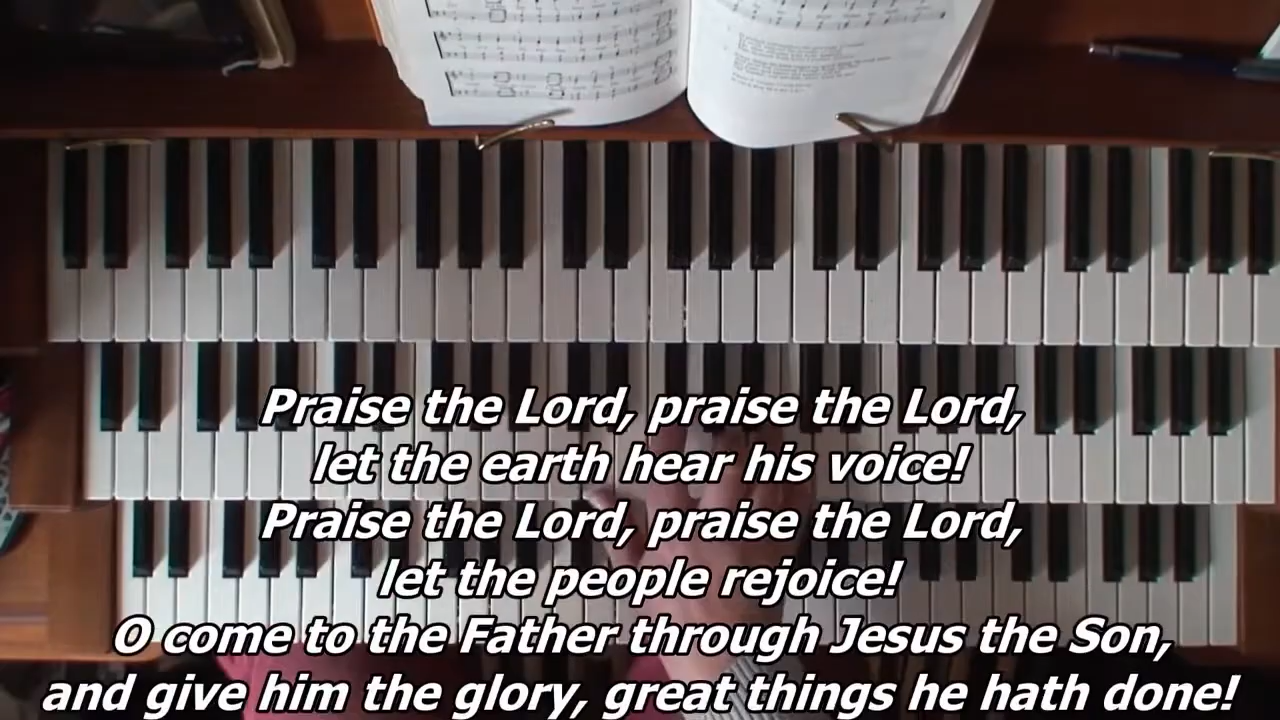 Praise the Lord, praise the Lord,
let the earth hear his voice!
Praise the Lord, praise the Lord,
let the people rejoice!
O come to the Father through Jesus the Son,
and give him the glory, great things he hath done!